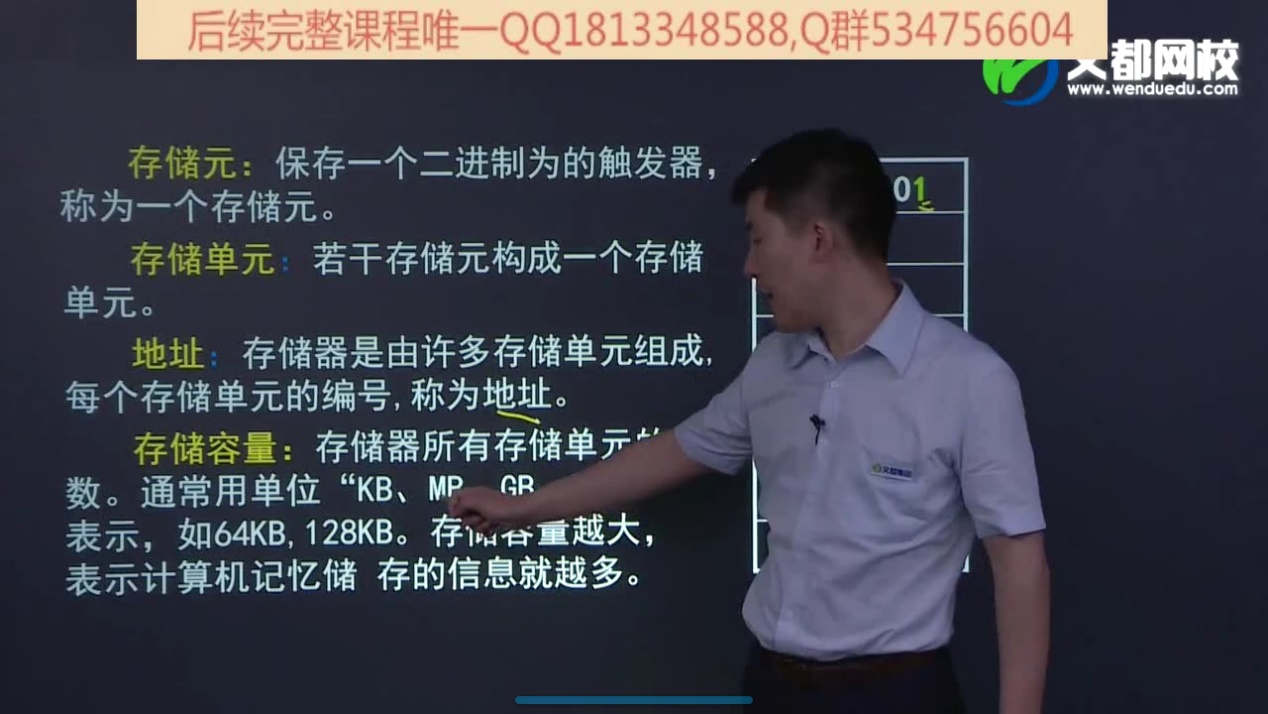 后续完整课程唯一QQ1813348588,Q群534756604
文都网校
www.wenduedu.com
存储元：保存一个二进制为的触发器，
01
称为一个存储元。
存储单元：若干存储元构成一个存储
单元。
地址：存储器是由许多存储单元组成，
每个存储单元的编号,称为地址。
存储容量：存储器所有存储单元的
数。通常用单位“KB、MB、GB
表示，如64KB,128KB。存储容量越大，
表示计算机记忆储 存的信息就越多。
文都集团